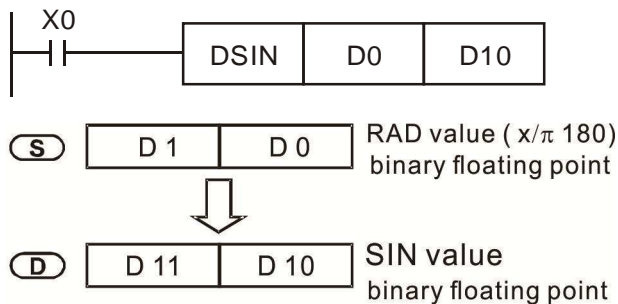 X0
DSIN D0 D10
S D 1 D 0 RAD value ( x/π 180)
binary floating point
D D 11 D 10 SIN value
binary floating point